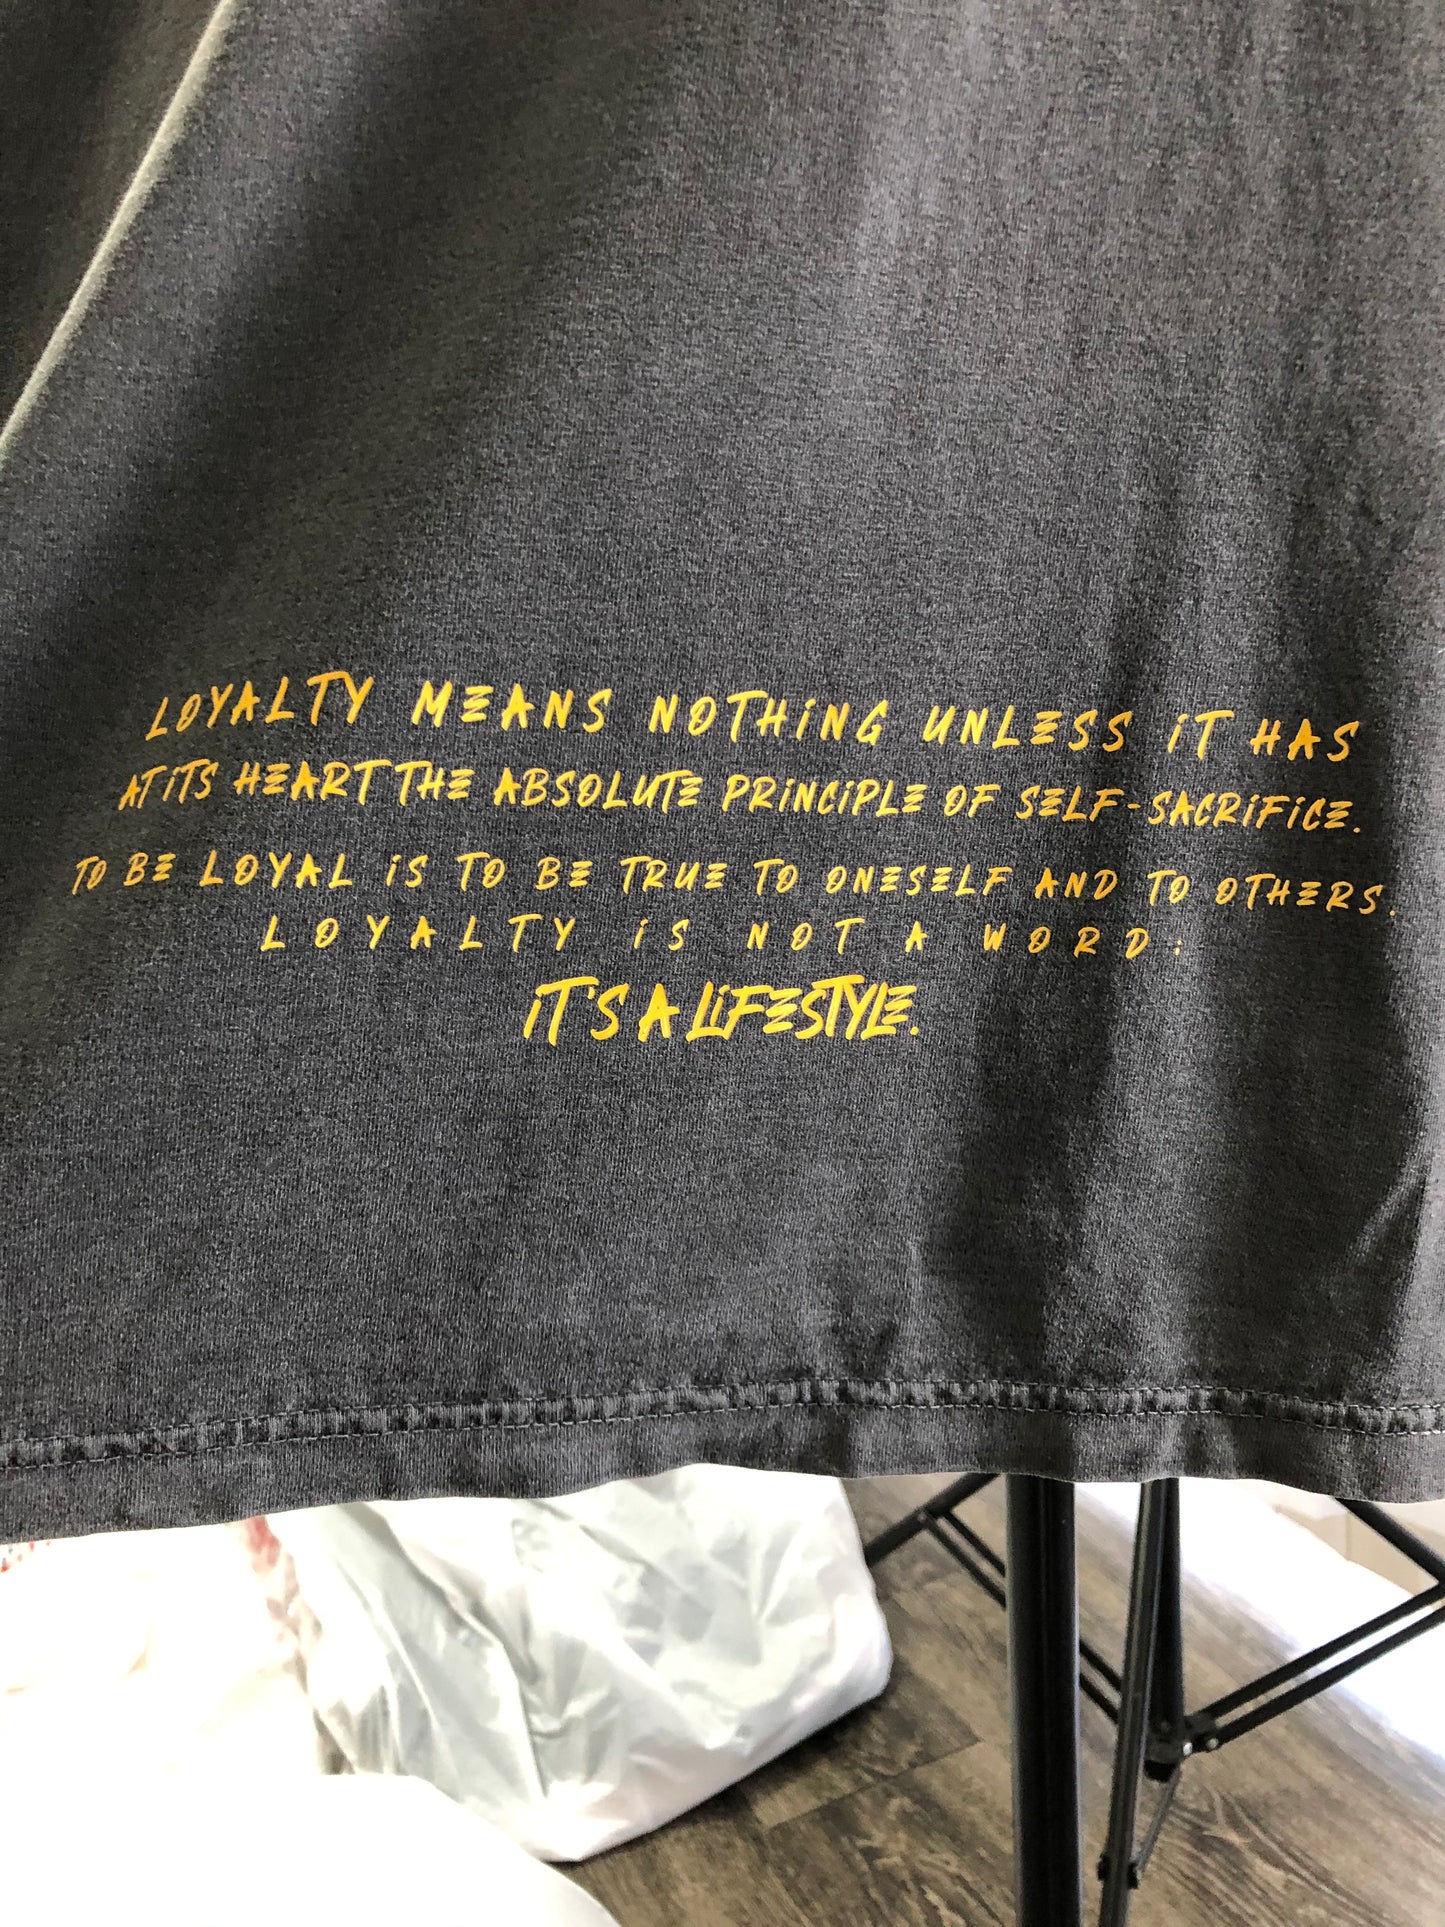 LOYALTY MEANS NOTHING UNLESS IT HAS
AT ITS HEART THE ABSOLUTE PRINCIPLE OF SELF-SACRIFICE.
TO BE LOYAL IS TO BE TRUE TO ONESELF AND TO OTHERS.
LOYALTY IS NOT A WORD;
IT'S A LIFESTYLE.